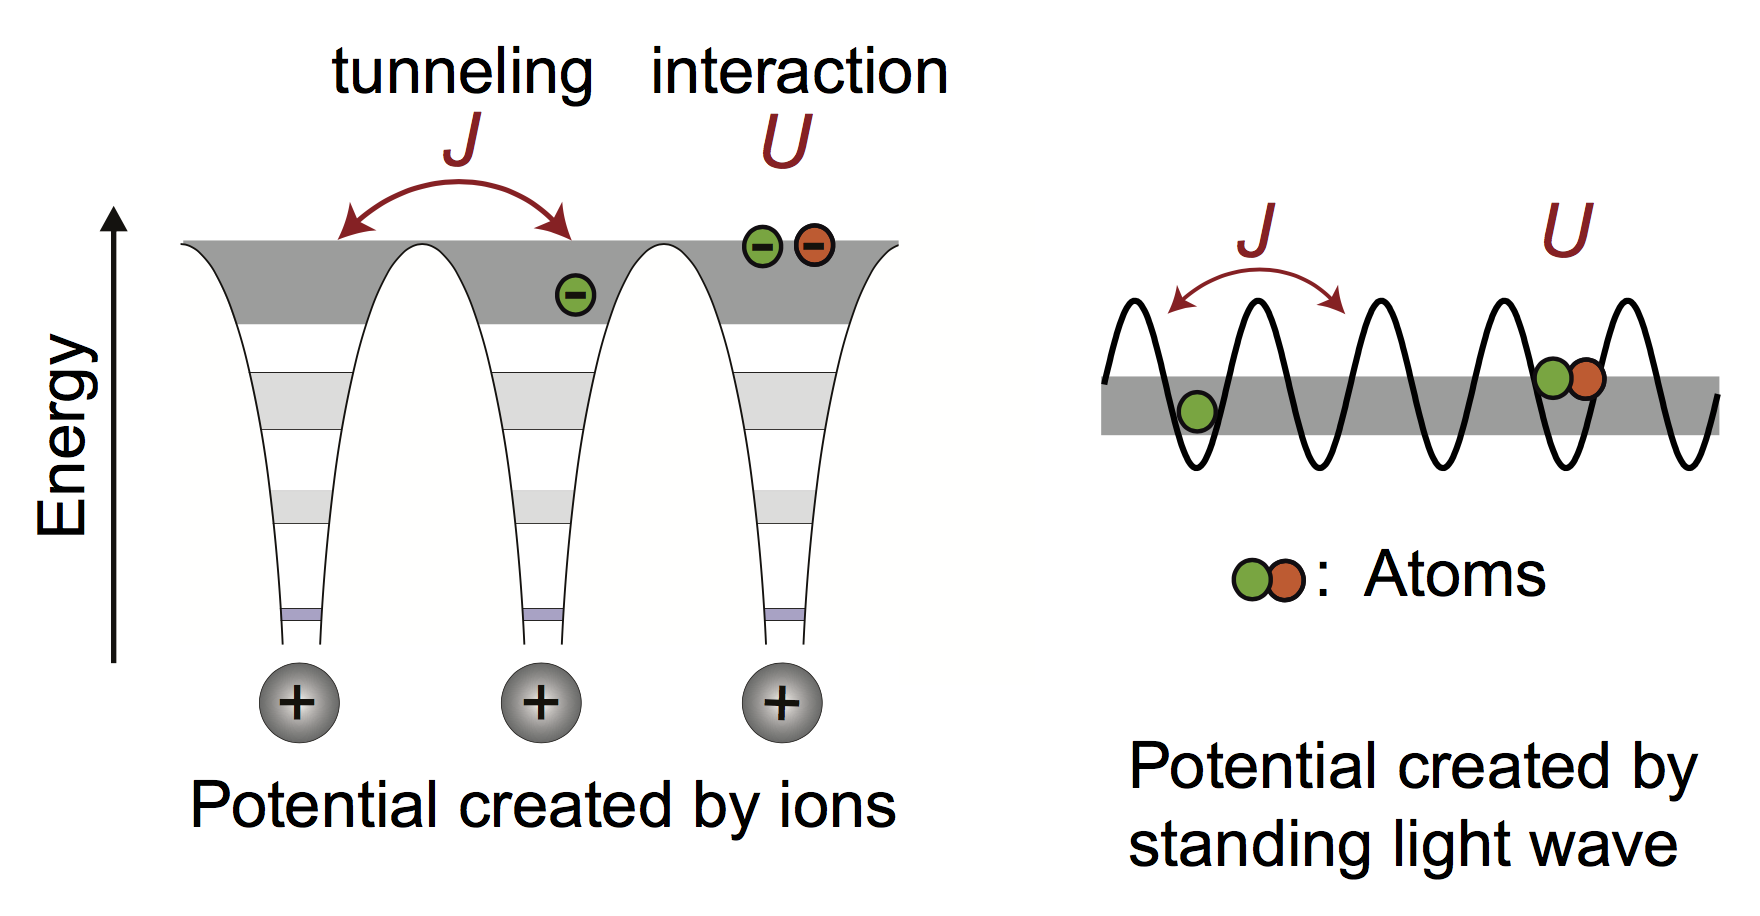 tunneling
interaction
J
U
Energy
−
− −
+ + +
Potential created by ions
J
U
: Atoms
Potential created by
standing light wave